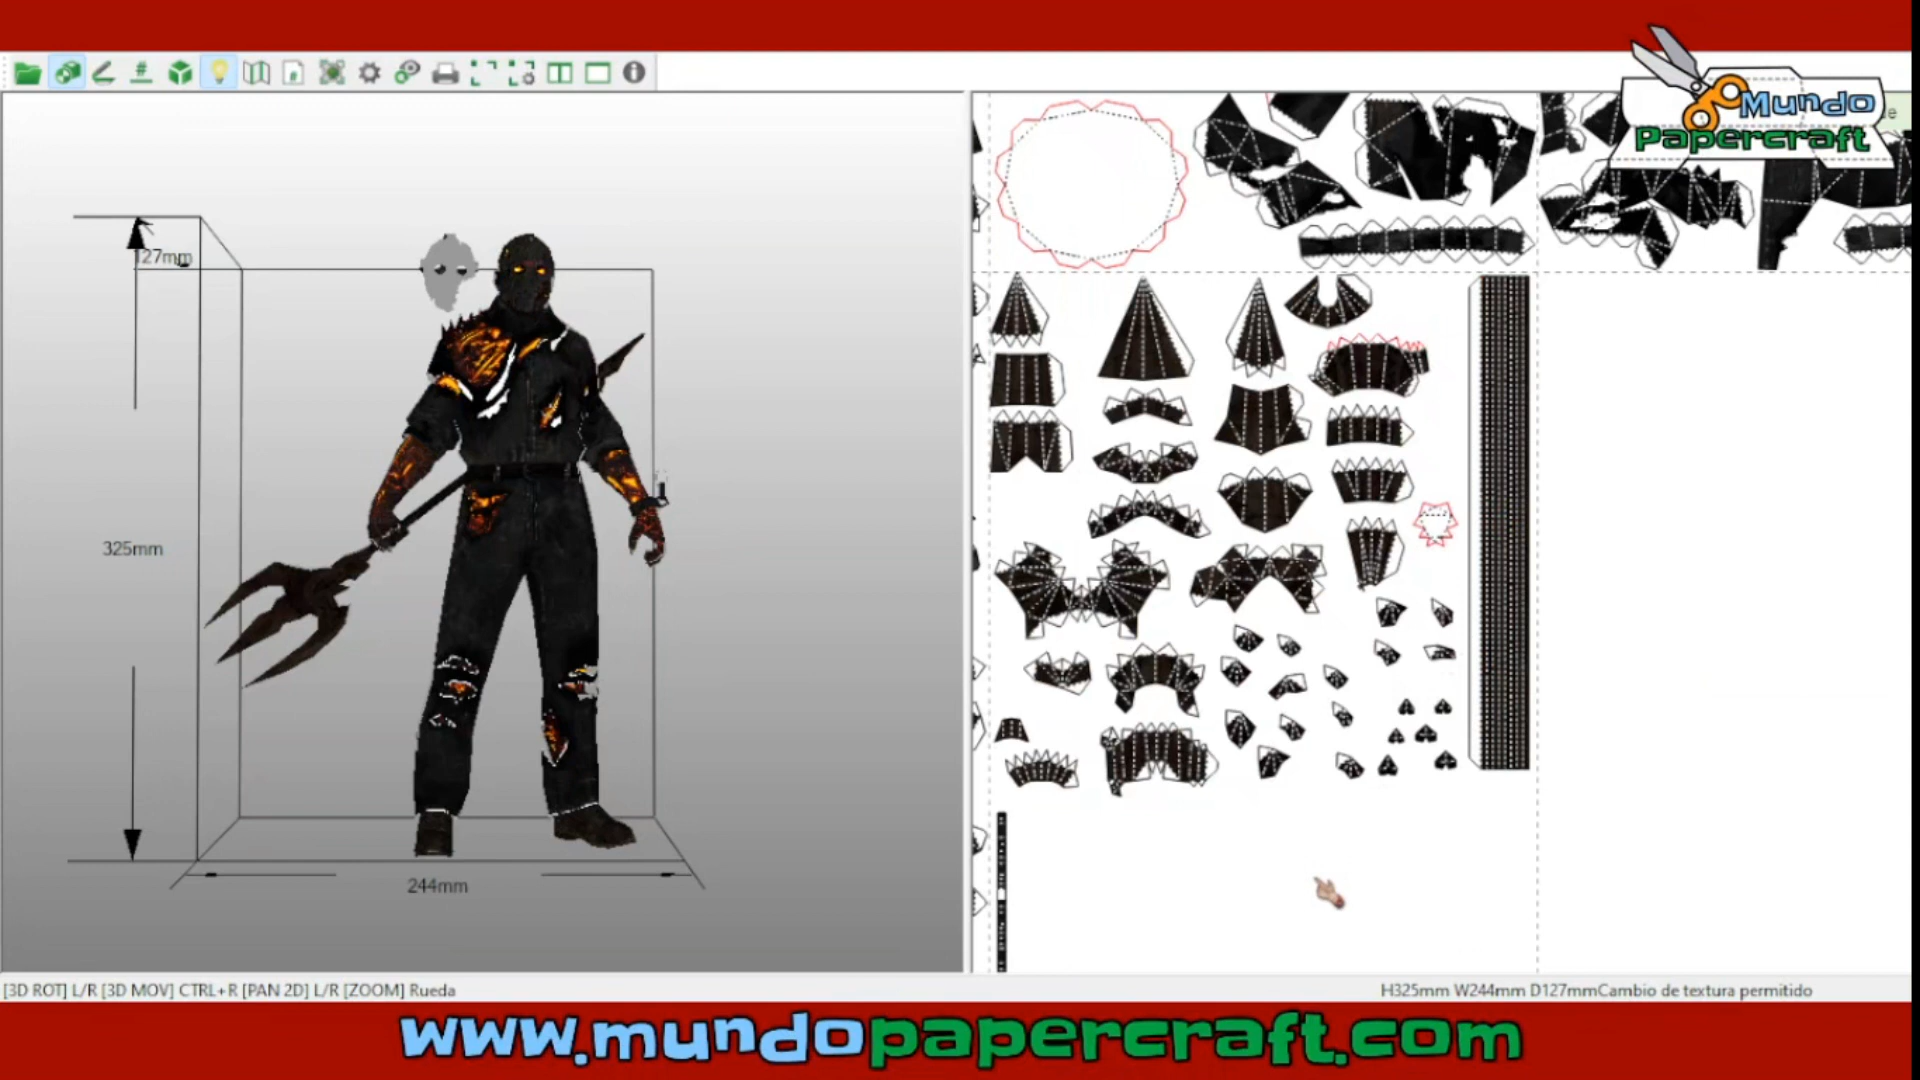 Mundo
Papercraft
127mm
325mm
244mm
[3D ROT] L/R [3D MOV] CTRL+R [PAN 2D] L/R [ZOOM] Rueda
H325mm W244mm D127mmCambio de textura permitido
www.mundopapercraft.com